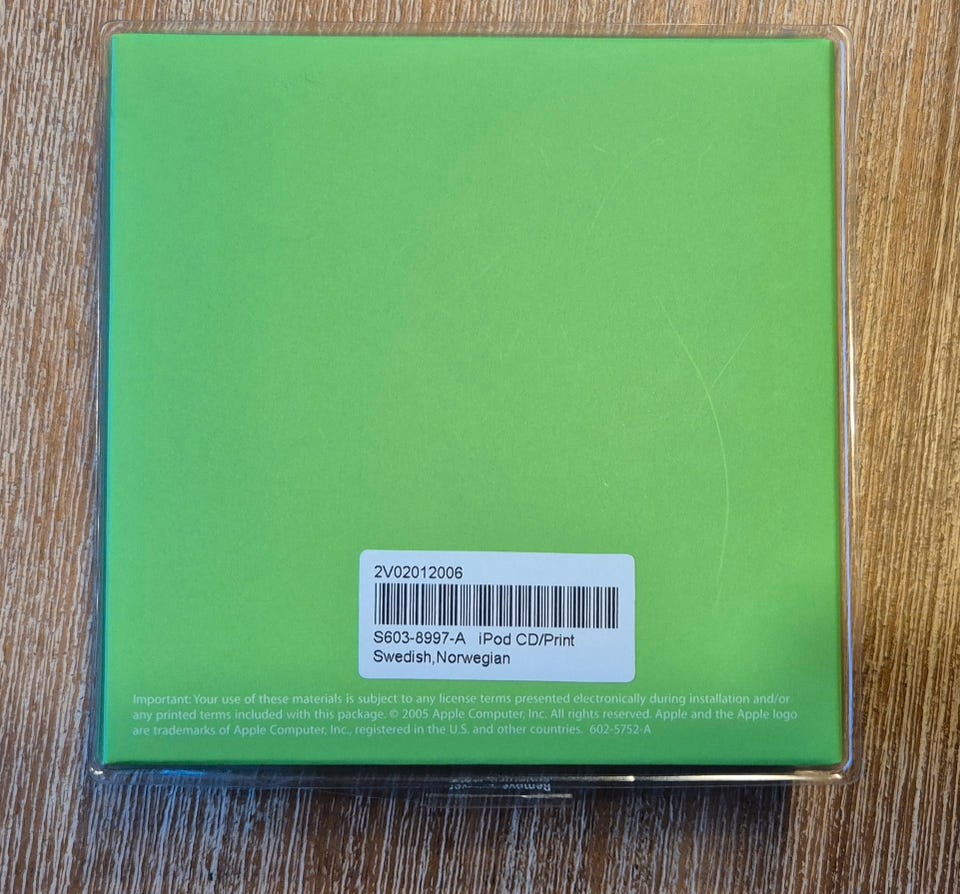 2V02012006
S603-8997-A iPod CD/Print
Swedish,Norwegian
Important: Your use of these materials is subject to any license terms presented electronically during installation and/or
any printed terms included with this package. © 2005 Apple Computer, Inc. All rights reserved. Apple and the Apple logo
are trademarks of Apple Computer, Inc., registered in the U.S. and other countries. 602-5752-A
Remove